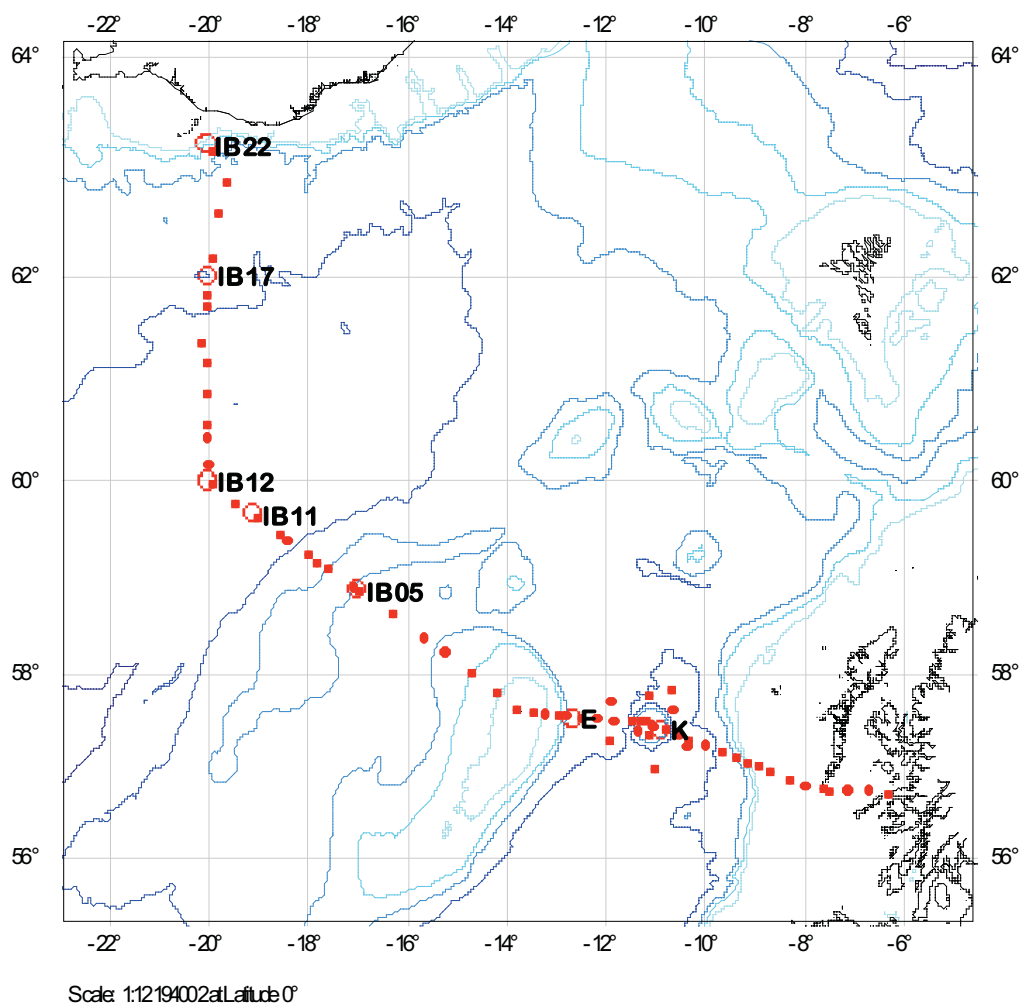 -22° -20° -18° -16° -14° -12° -10° -8° -6°
64° 64°
IB22
62° IB17 62°
60° IB12 60°
IB11
IB05
58° 58°
E
K
56° 56°
-22° -20° -18° -16° -14° -12° -10° -8° -6°
Scale: 1:12194002 at Latitude 0°